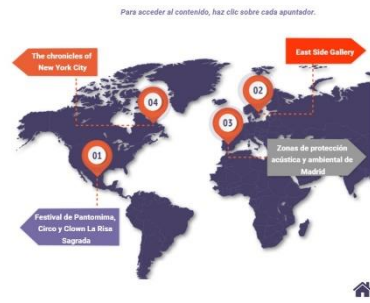 Para acceder al contenido, haz clic sobre cada apuntador.
The chronicles of
New York City
East Side Gallery
02
04
03
Zonas de protección
acústica y ambiental de
Madrid
01
Festival de Pantomima,
Circo y Clown La Risa
Sagrada